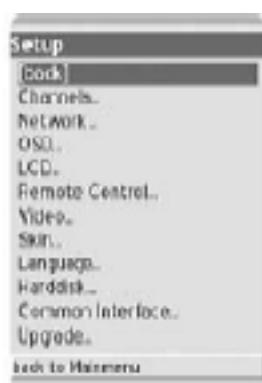 Setup
[back]
Channels..
Network..
OSD..
LCD..
Remote Control..
Video..
Skin..
Language..
Harddisk...
Common Interface..
Upgrade..
back to Mainmenu